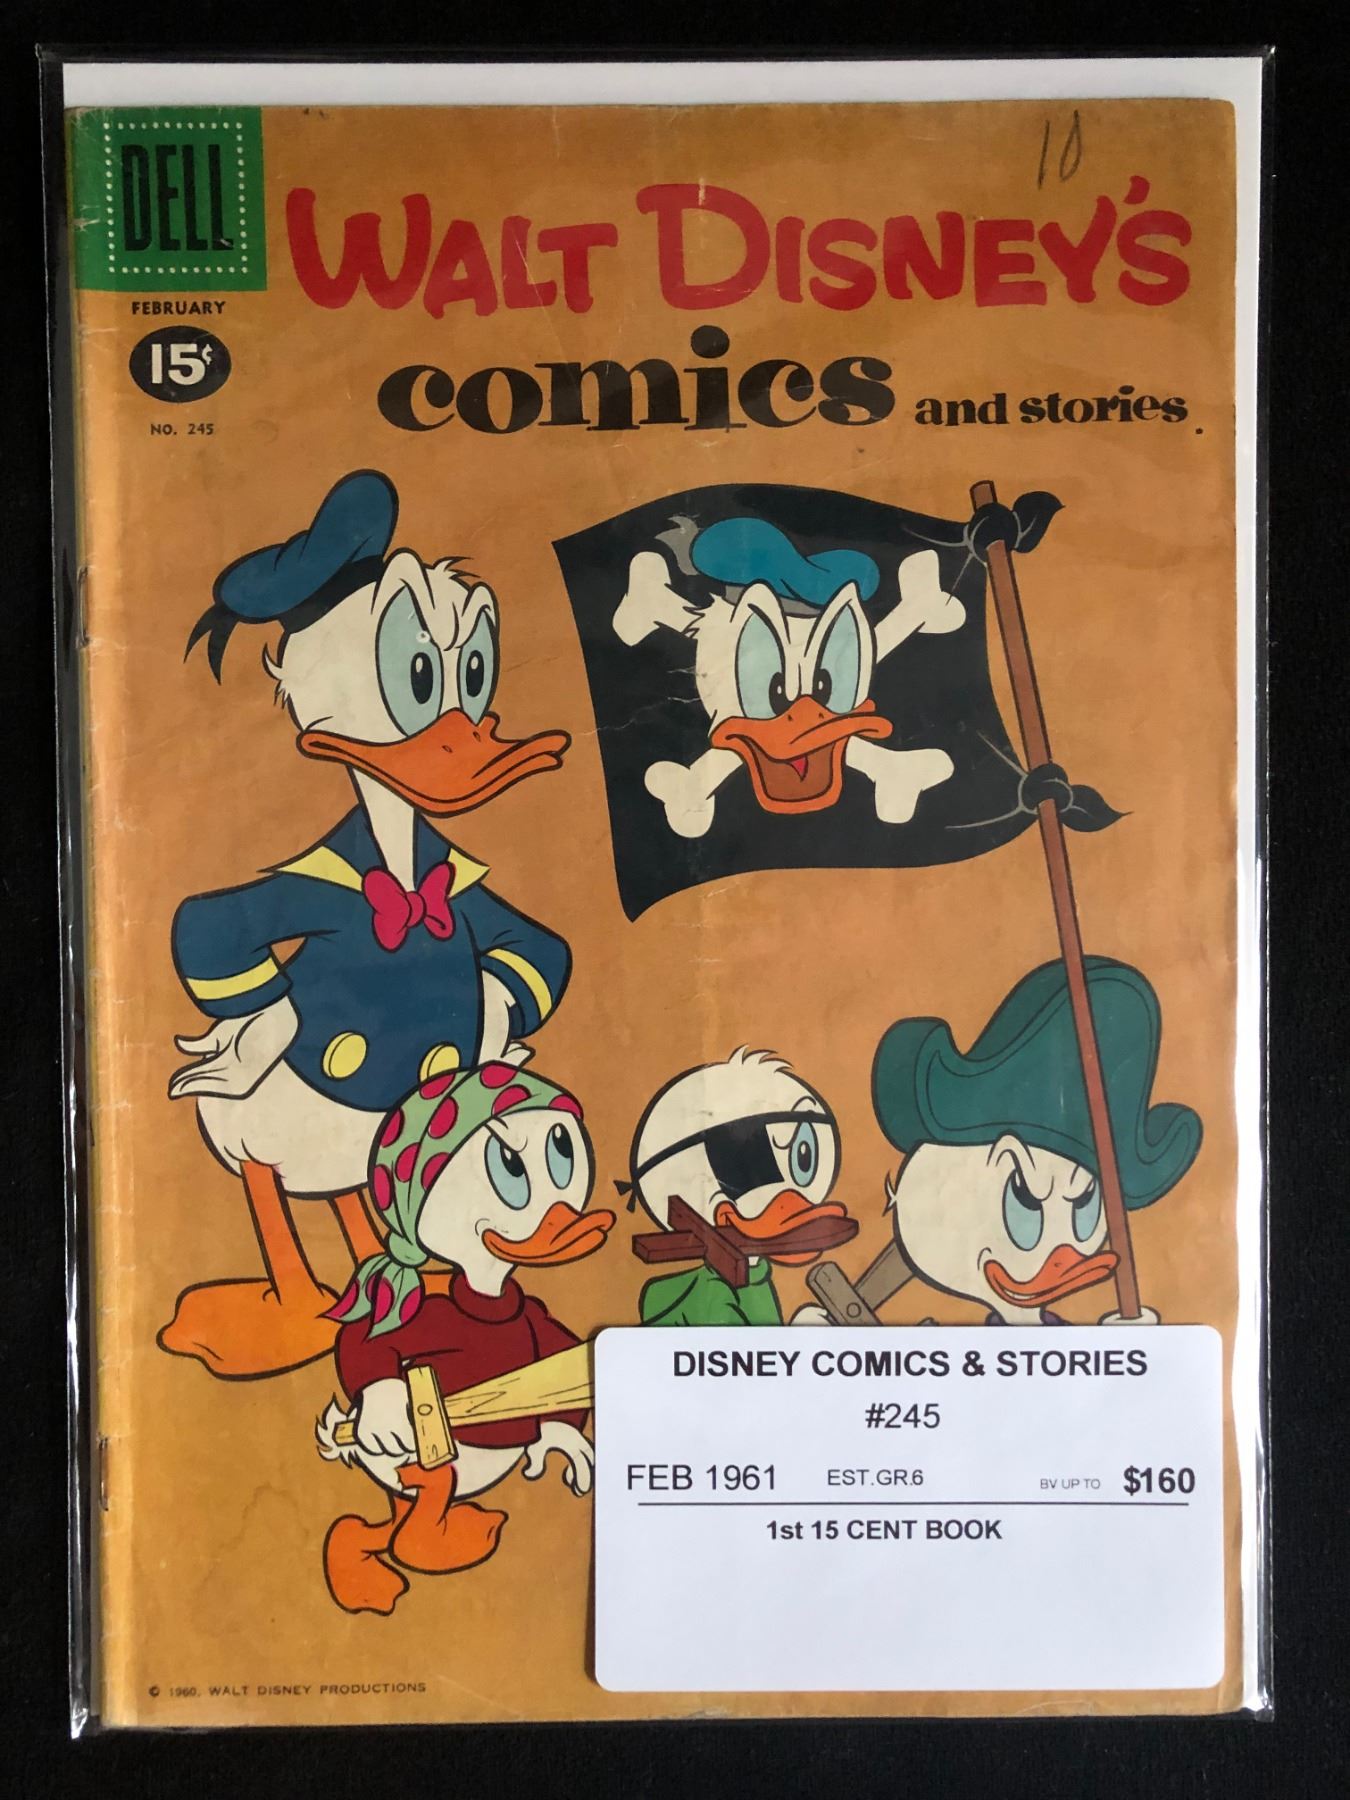 DELL
10
WALT DISNEY'S
FEBRUARY
15¢
comics and stories
NO. 245
DISNEY COMICS & STORIES
#245
FEB 1961 EST.GR.6 BV UP TO $160
1st 15 CENT BOOK
© 1960, WALT DISNEY PRODUCTIONS